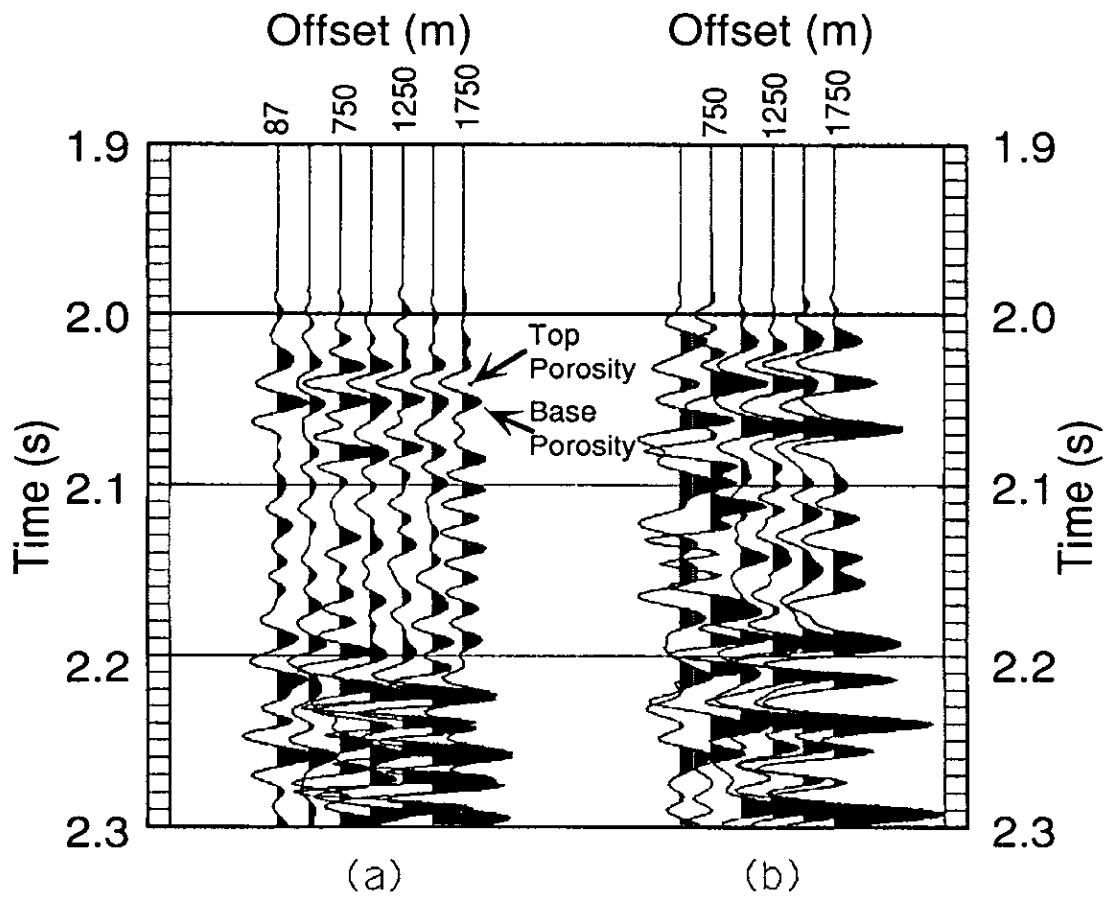 Offset (m)
Offset (m)
87
750
1250
1750
750
1250
1750
1.9
1.9
2.0
2.0
Top
Porosity
Base
Porosity
Time (s)
Time (s)
2.1
2.1
2.2
2.2
2.3
2.3
(a)
(b)